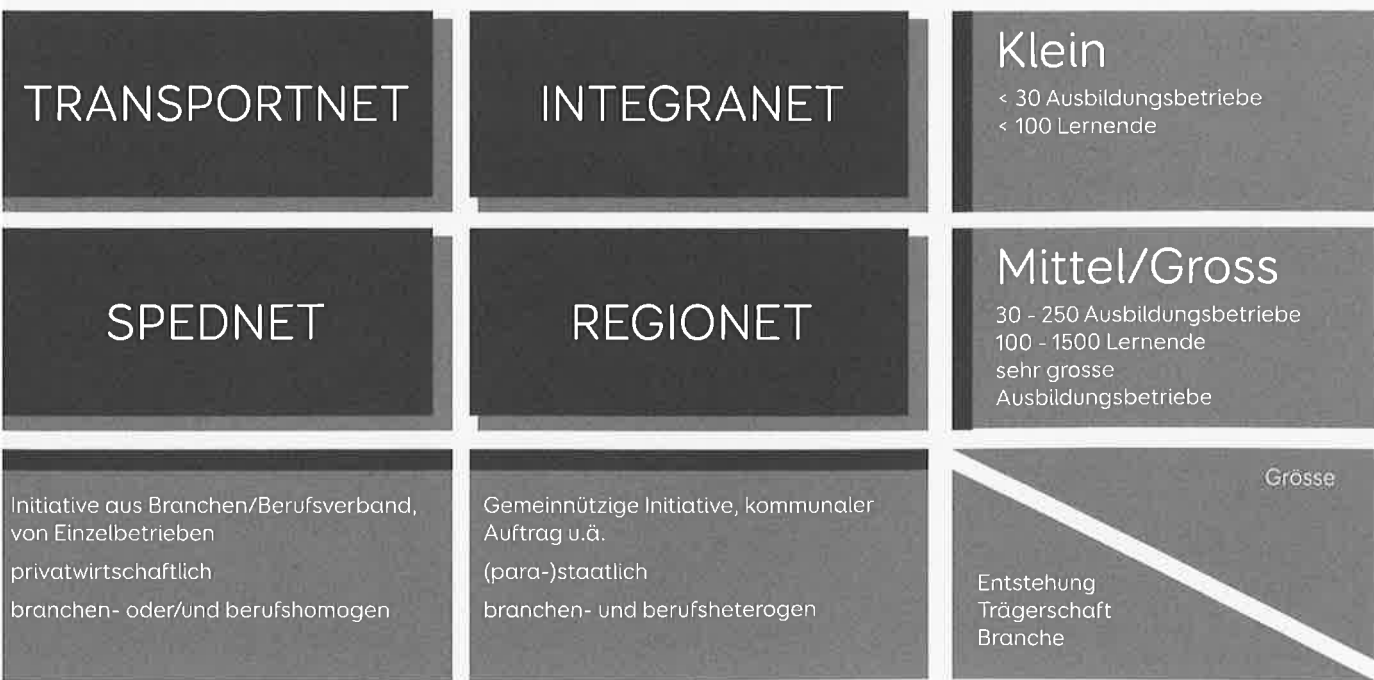 TRANSPORTNET
INTEGRANET
Klein
< 30 Ausbildungsbetriebe
< 100 Lernende
SPEDNET
REGIONET
Mittel/Gross
30 - 250 Ausbildungsbetriebe
100 - 1500 Lernende
sehr grosse
Ausbildungsbetriebe
Initiative aus Branchen/Berufsverband,
von Einzelbetrieben
privatwirtschaftlich
branchen- oder/und berufshomogen
Gemeinnützige Initiative, kommunaler
Auftrag u.ä.
(para-)staatlich
branchen- und berufsheterogen
Grösse
Entstehung
Trägerschaft
Branche